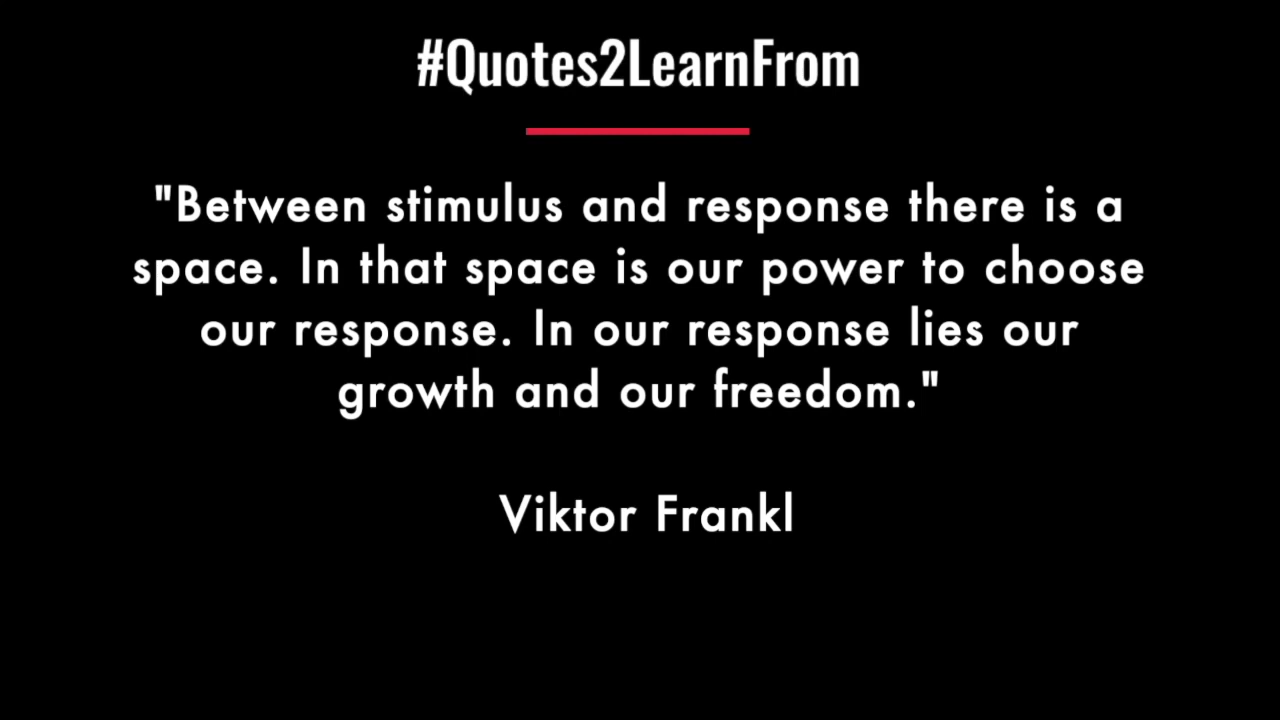 #Quotes2LearnFrom
"Between stimulus and response there is a
space. In that space is our power to choose
our response. In our response lies our
growth and our freedom."
Viktor Frankl